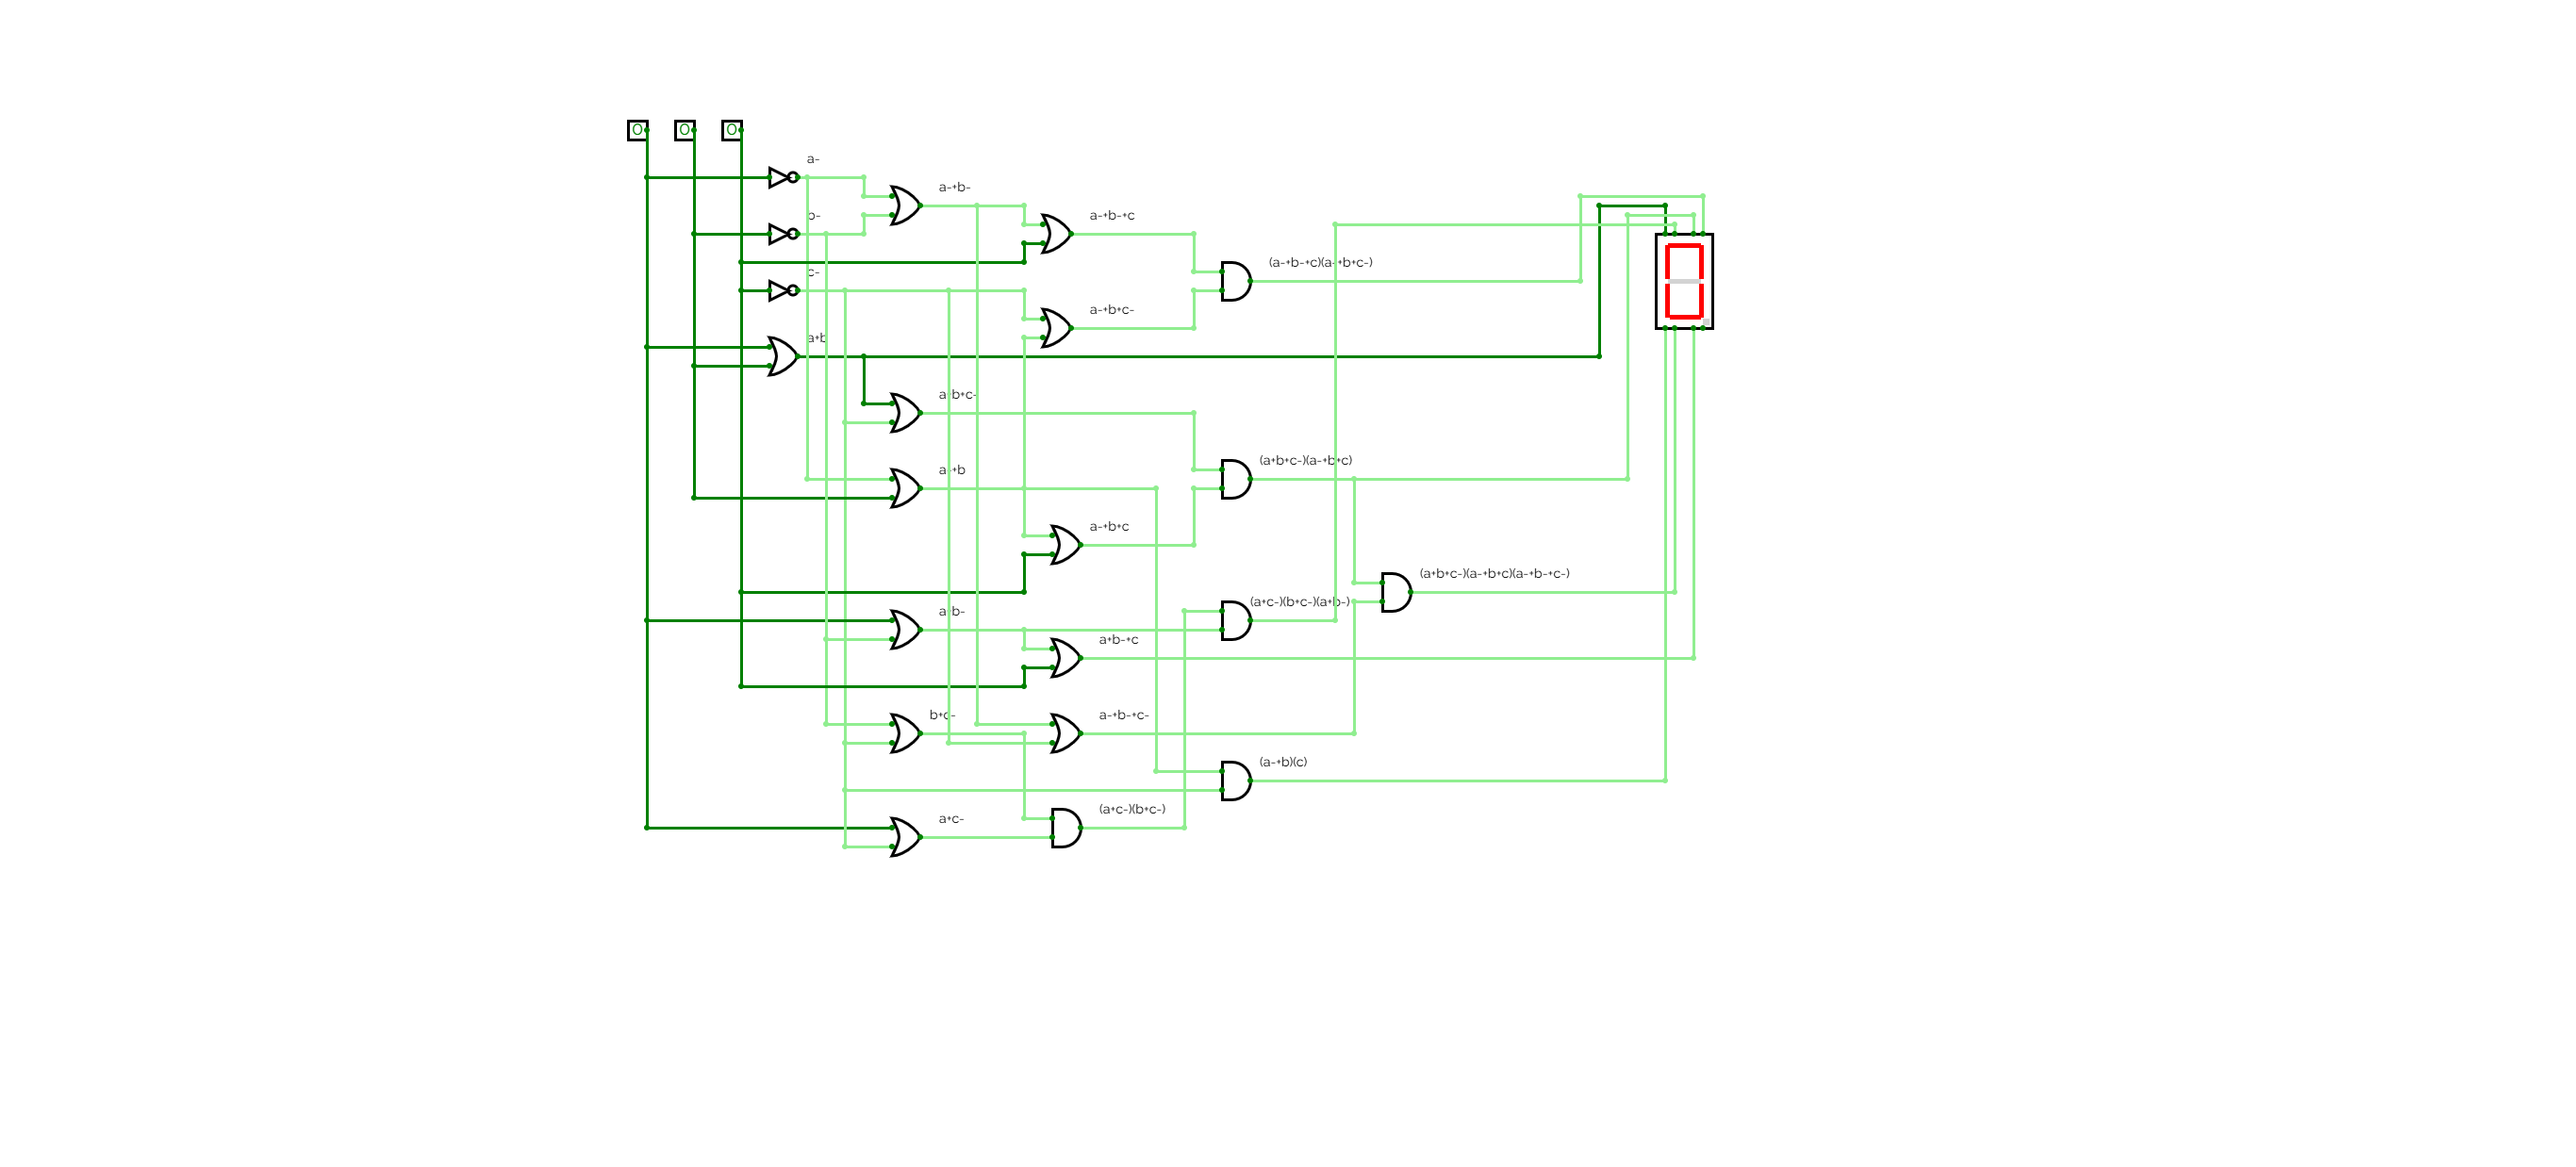 0 0 0
a-
a-+b-
b-
a-+b-+c
(a-+b-+c)(a-+b+c-)
c-
a-+b+c-
a+b
a+b+c-
(a+b+c-)(a-+b+c)
a-+b
a-+b+c
(a+b+c-)(a-+b+c)(a-+b-+c-)
(a+c-)(b+c-)(a+b-)
a+b-
a+b-+c
b+c-
a-+b-+c-
(a-+b)(c)
(a+c-)(b+c-)
a+c-